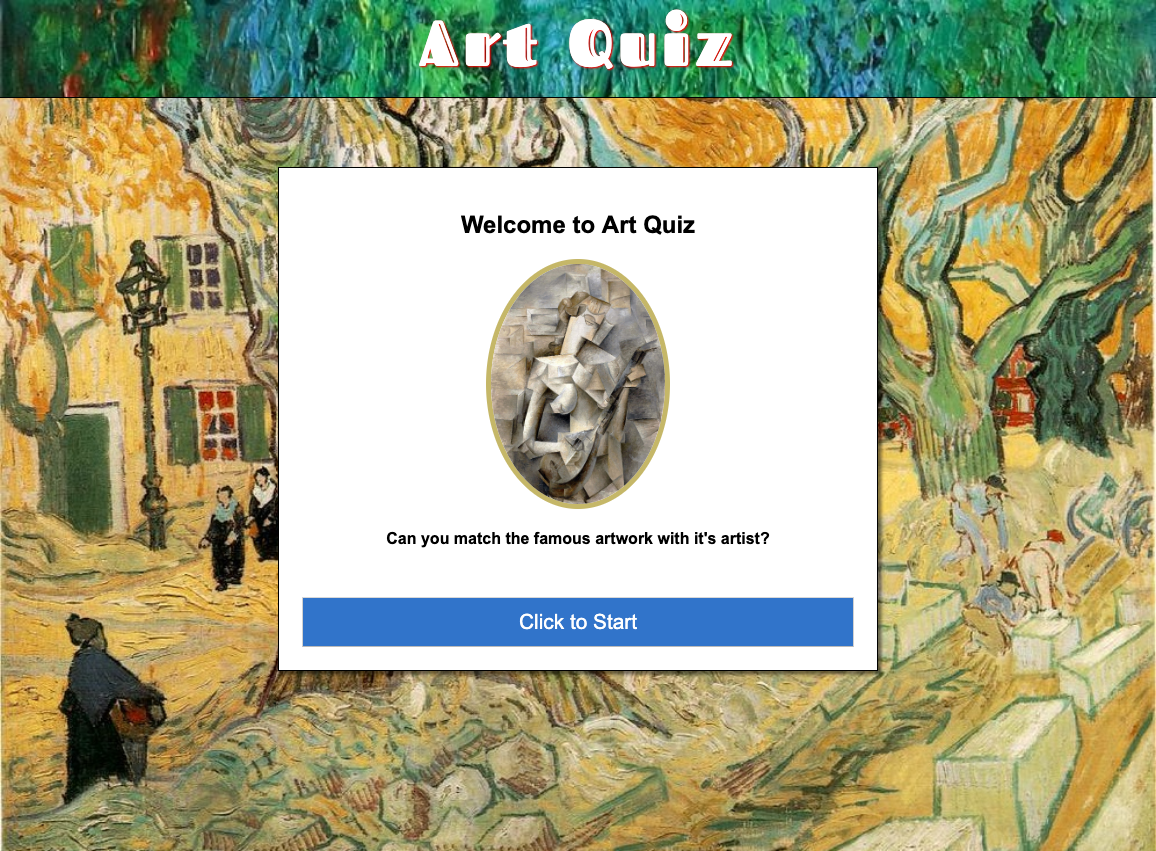 Art Quiz
Welcome to Art Quiz
Can you match the famous artwork with it's artist?
Click to Start